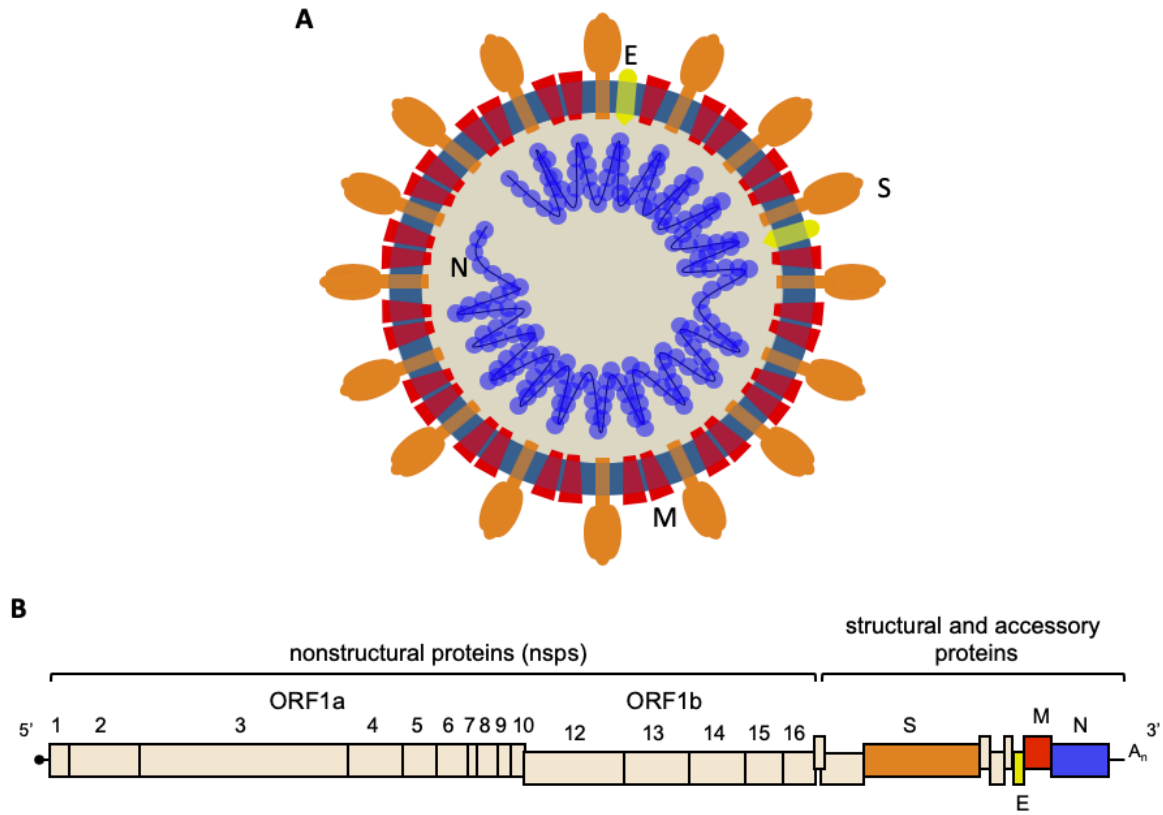 A
E
S
N
M
B
structural and accessory
proteins
nonstructural proteins (nsps)
ORF1a ORF1b
5’ 1 2 3 4 5 6 7 8 9 10 12 13 14 15 16 S M N 3’
An
E